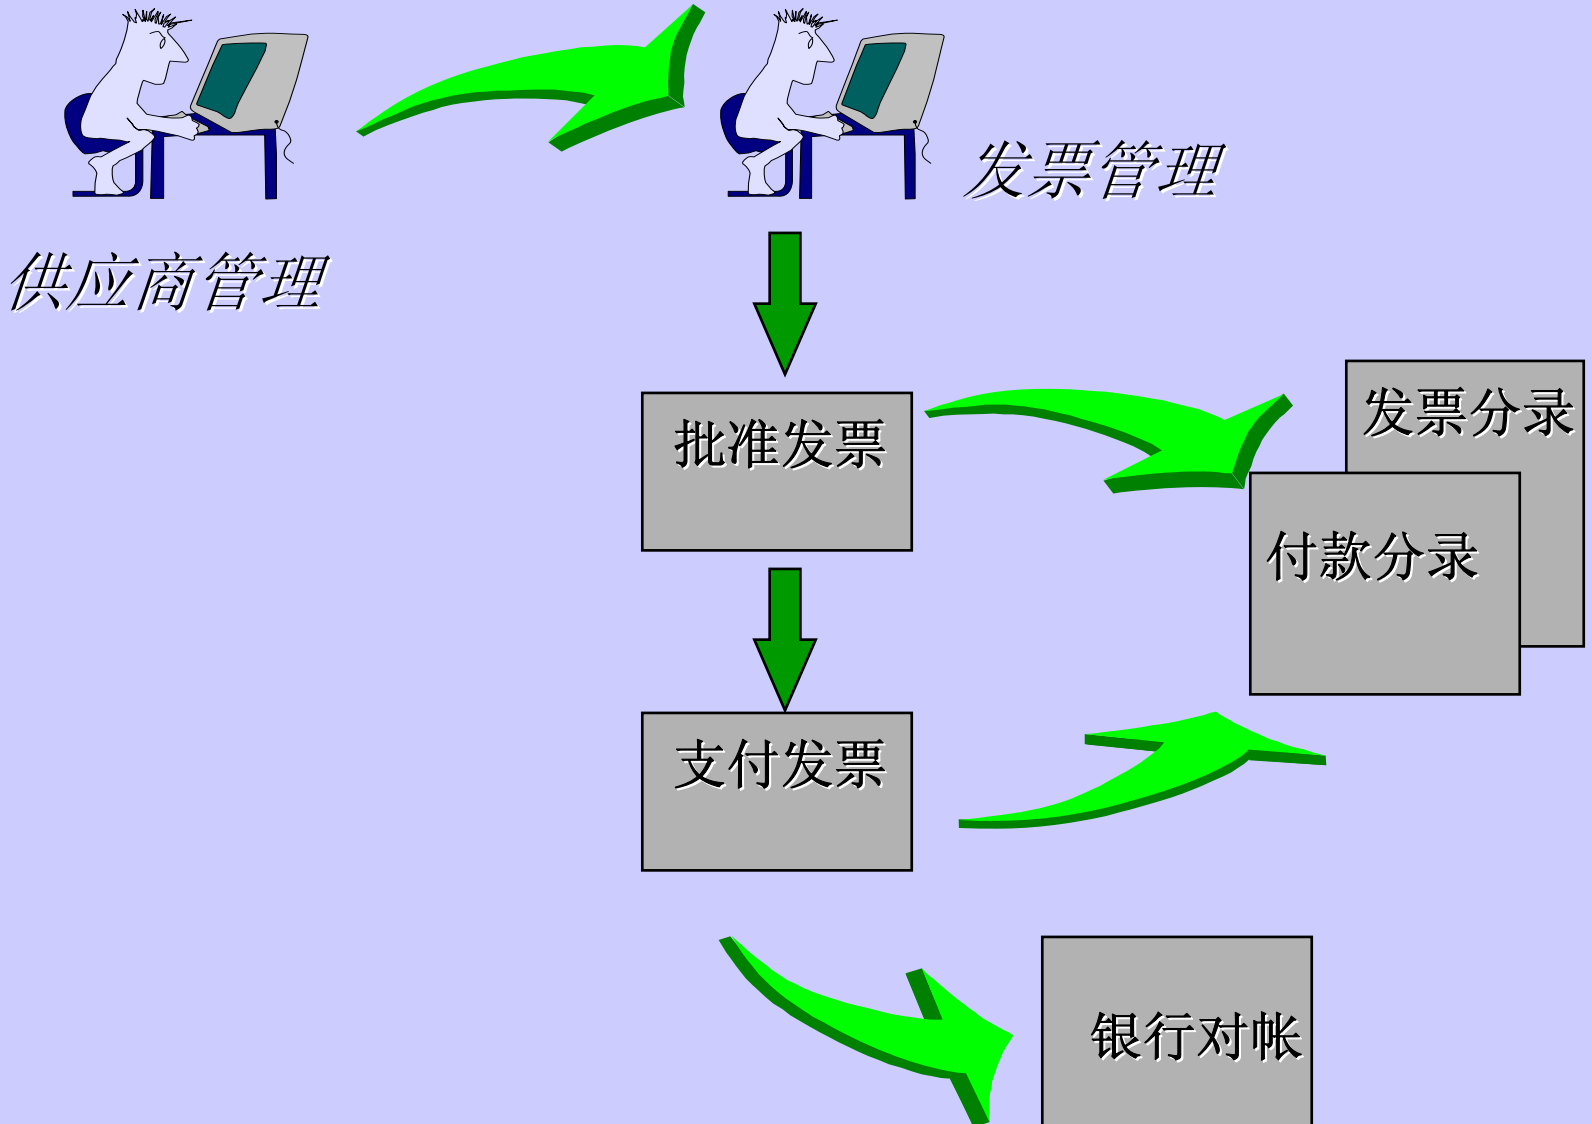 发票管理
供应商管理
批准发票
发票分录
付款分录
支付发票
银行对帐